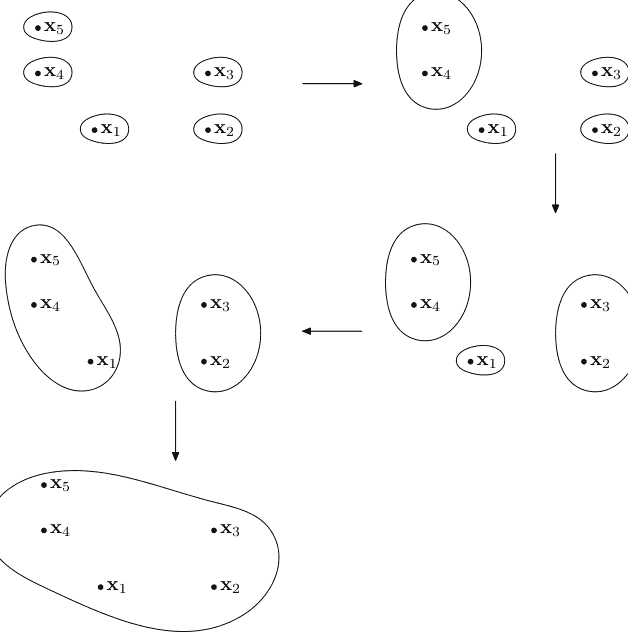 x₅ x₅
x₄ x₃ x₄ x₃
x₁ x₂ x₁ x₂
x₅ x₅
x₄ x₃ x₄ x₃
x₁ x₂ x₁ x₂
x₅
x₄ x₃
x₁ x₂